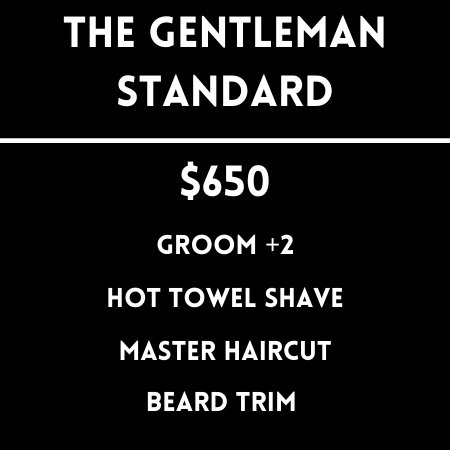 THE GENTLEMAN
STANDARD
$650
GROOM +2
HOT TOWEL SHAVE
MASTER HAIRCUT
BEARD TRIM